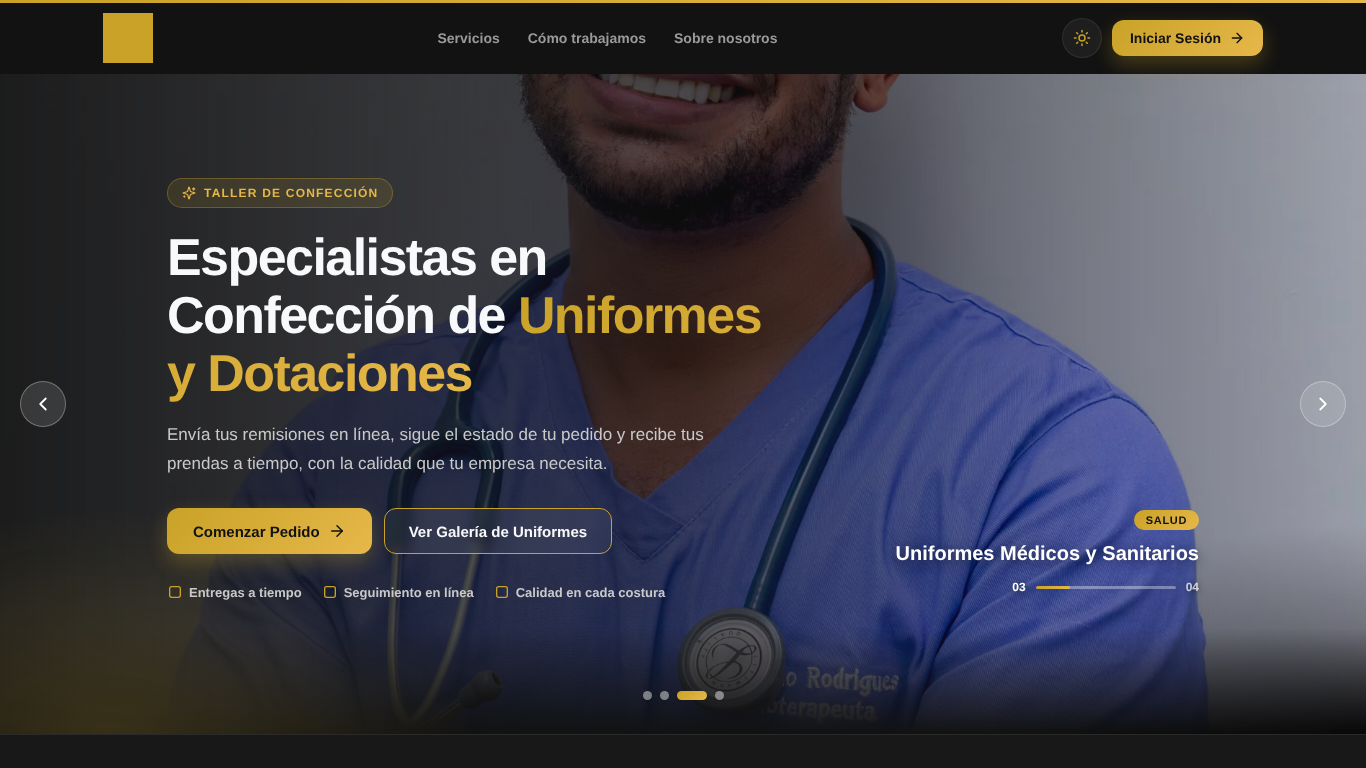 Servicios
Cómo trabajamos
Sobre nosotros
Iniciar Sesión
TALLER DE CONFECCIÓN
Especialistas en
Confección de Uniformes
y Dotaciones
Envía tus remisiones en línea, sigue el estado de tu pedido y recibe tus
prendas a tiempo, con la calidad que tu empresa necesita.
Comenzar Pedido
Ver Galería de Uniformes
Entregas a tiempo
Seguimiento en línea
Calidad en cada costura
SALUD
Uniformes Médicos y Sanitarios
03
04
Rodrigues